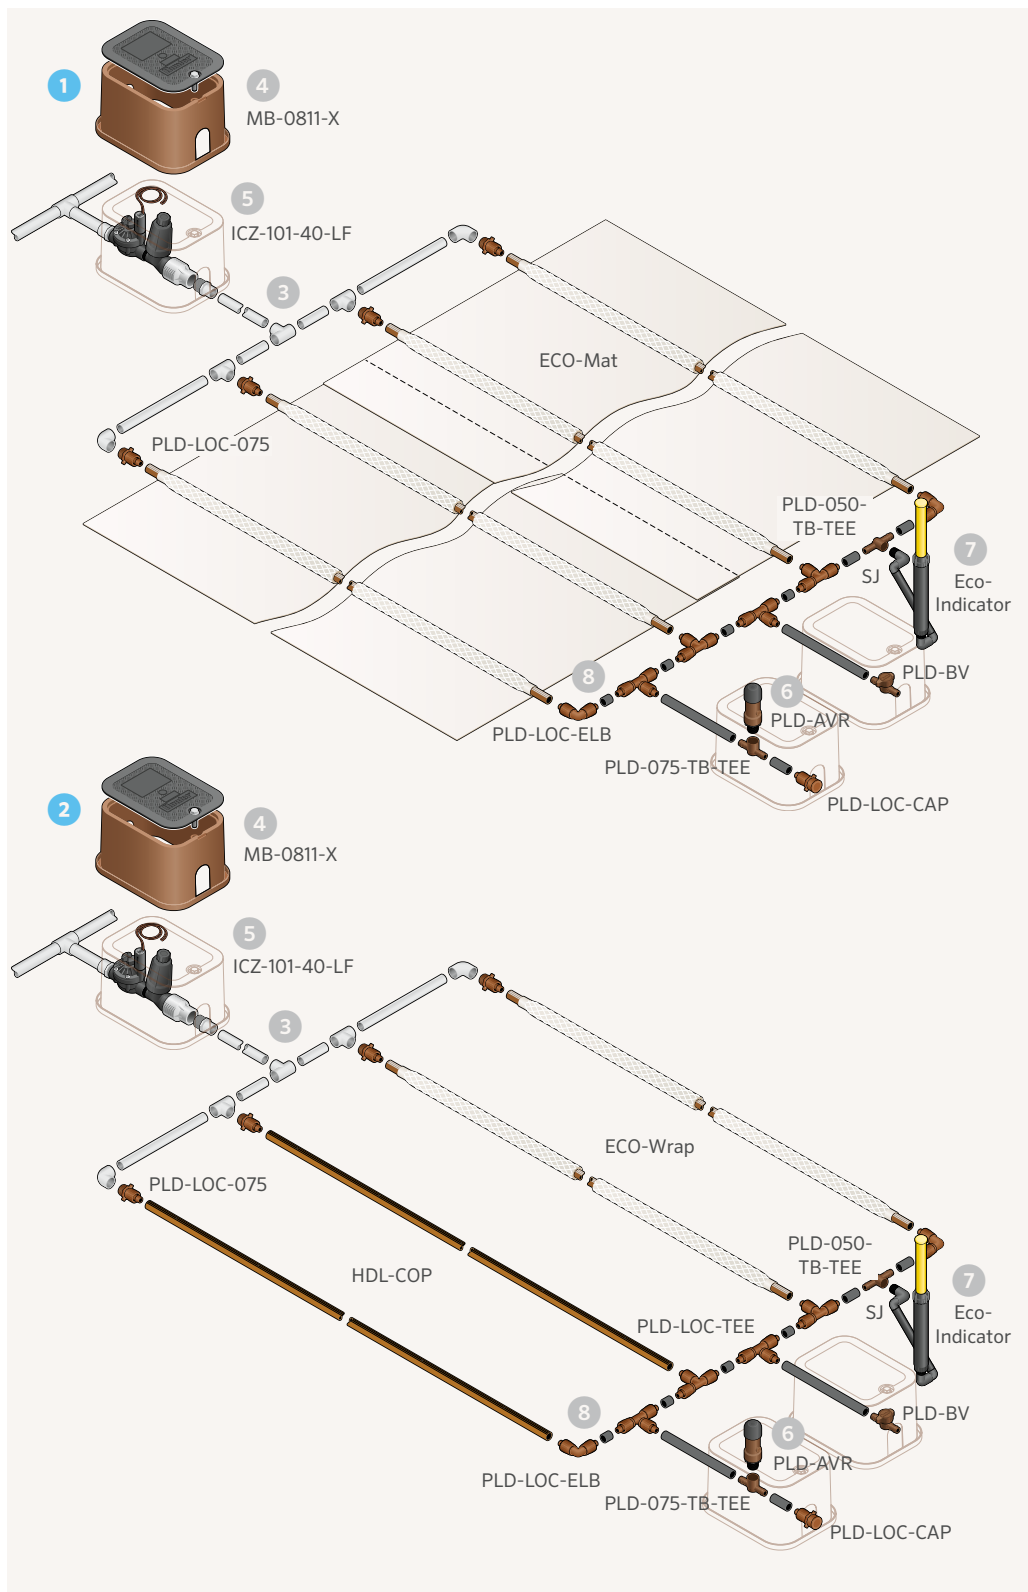 1
4
MB-0811-X
5
ICZ-101-40-LF
3
ECO-Mat
PLD-LOC-075
PLD-050-
TB-TEE
7
SJ
Eco-
Indicator
8
PLD-BV
6
PLD-AVR
PLD-LOC-ELB
PLD-075-TB-TEE
PLD-LOC-CAP
2
4
MB-0811-X
5
ICZ-101-40-LF
3
ECO-Wrap
PLD-LOC-075
PLD-050-
TB-TEE
HDL-COP
7
SJ
Eco-
Indicator
PLD-LOC-TEE
8
PLD-BV
6
PLD-AVR
PLD-LOC-ELB
PLD-075-TB-TEE
PLD-LOC-CAP